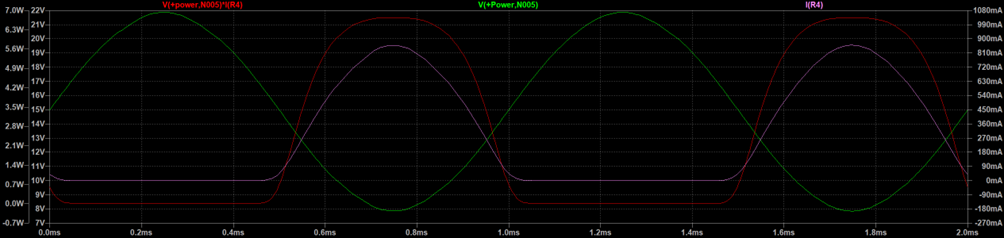 V(+power,N005)*I(R4) V(+Power,N005) I(R4)
7.0W 22V 1080mA
21V 990mA
6.3W 20V 900mA
5.6W 19V 810mA
4.9W 18V 720mA
17V 630mA
4.2W 16V 540mA
3.5W 15V 450mA
2.8W 14V 360mA
13V 270mA
2.1W 12V 180mA
1.4W 11V 90mA
10V 0mA
0.7W 9V -90mA
0.0W 8V -180mA
-0.7W 7V -270mA
0.0ms 0.2ms 0.4ms 0.6ms 0.8ms 1.0ms 1.2ms 1.4ms 1.6ms 1.8ms 2.0ms